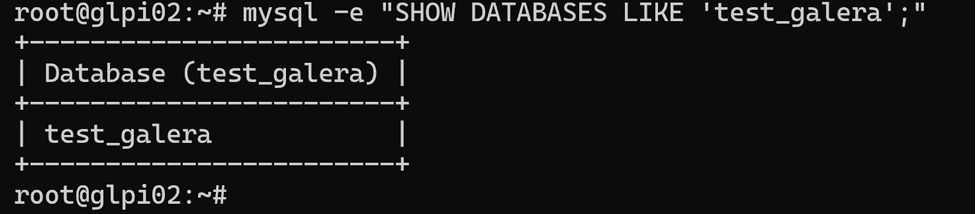 root@glpi02:~# mysql -e "SHOW DATABASES LIKE 'test_galera';"
+------------------------+
| Database (test_galera) |
+------------------------+
| test_galera            |
+------------------------+
root@glpi02:~#